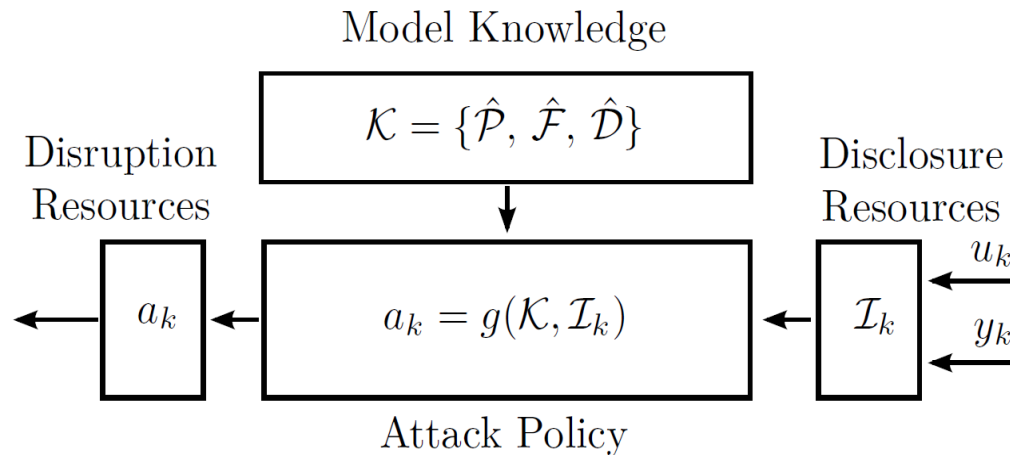 Model Knowledge
𝒦 = {𝒫̂, ℱ̂, 𝒟̂}
Disruption
Resources
Disclosure
Resources
a_k
a_k = g(𝒦, ℐ_k)
ℐ_k
u_k
y_k
Attack Policy